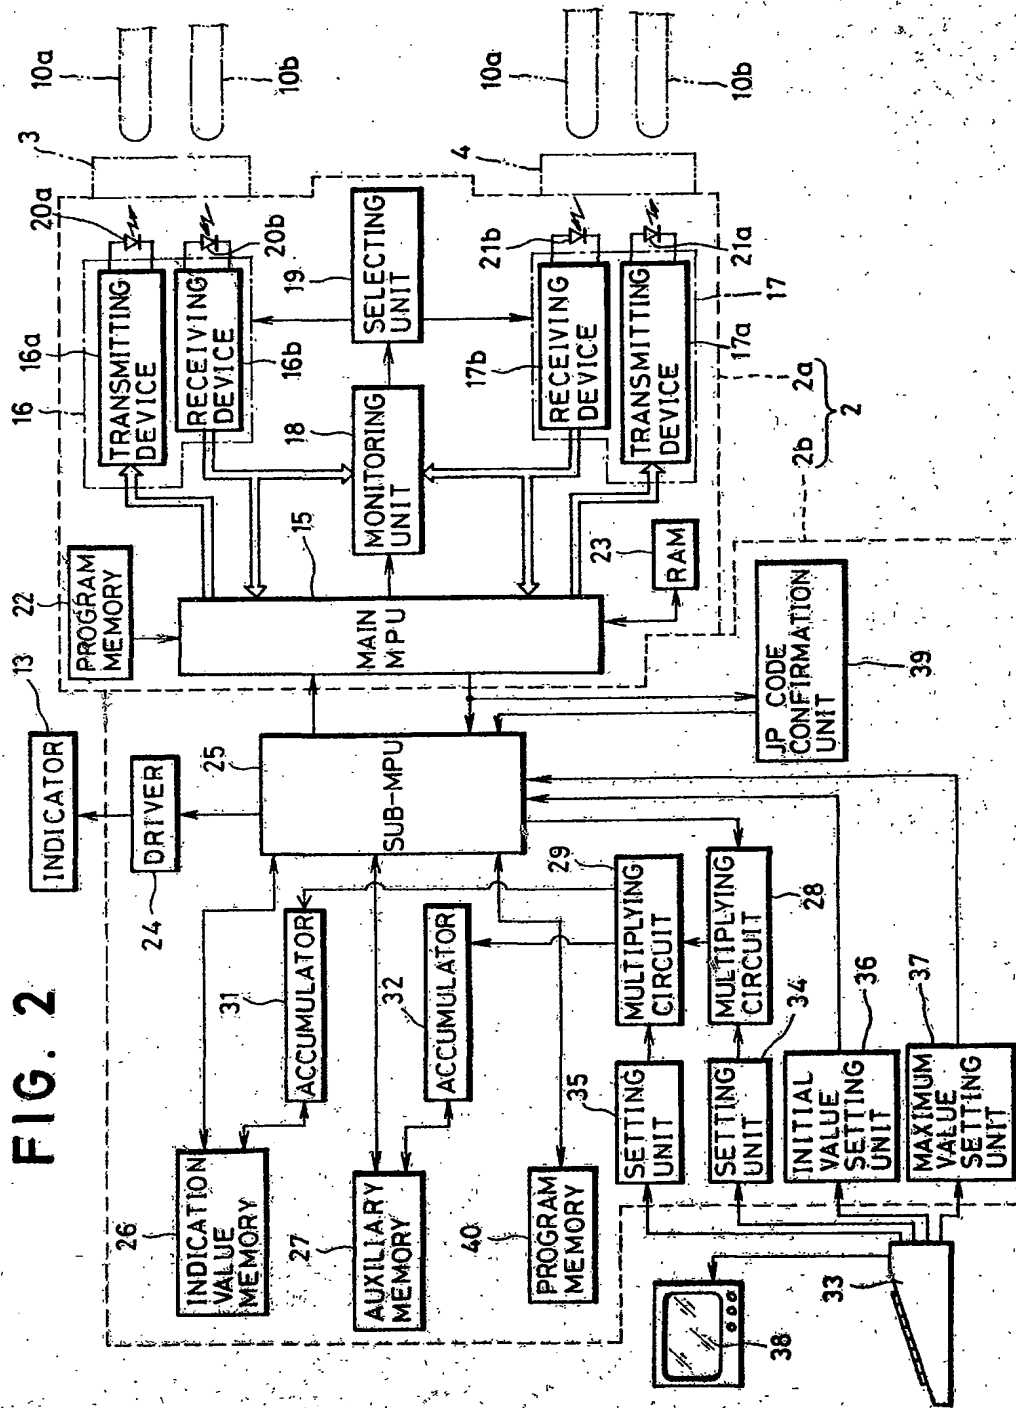 FIG. 2
INDICATOR
13
DRIVER
24
SUB-MPU
25
26
INDICATION
VALUE
MEMORY
31
ACCUMULATOR
27
AUXILIARY
MEMORY
32
ACCUMULATOR
40
PROGRAM
MEMORY
29
MULTIPLYING
CIRCUIT
MULTIPLYING
CIRCUIT
28
35
SETTING
UNIT
SETTING
UNIT
34
INITIAL
VALUE
SETTING
UNIT
36
MAXIMUM
VALUE
SETTING
UNIT
37
38
33
JP CODE
CONFIRMATION
UNIT
39
22
PROGRAM
MEMORY
MAIN
MPU
15
23
RAM
MONITORING
UNIT
18
SELECTING
UNIT
19
16
16a
TRANSMITTING
DEVICE
RECEIVING
DEVICE
16b
20a
20b
3
10a
10b
17b
RECEIVING
DEVICE
TRANSMITTING
DEVICE
17a
17
21b
21a
4
10a
10b
2b
2a
2